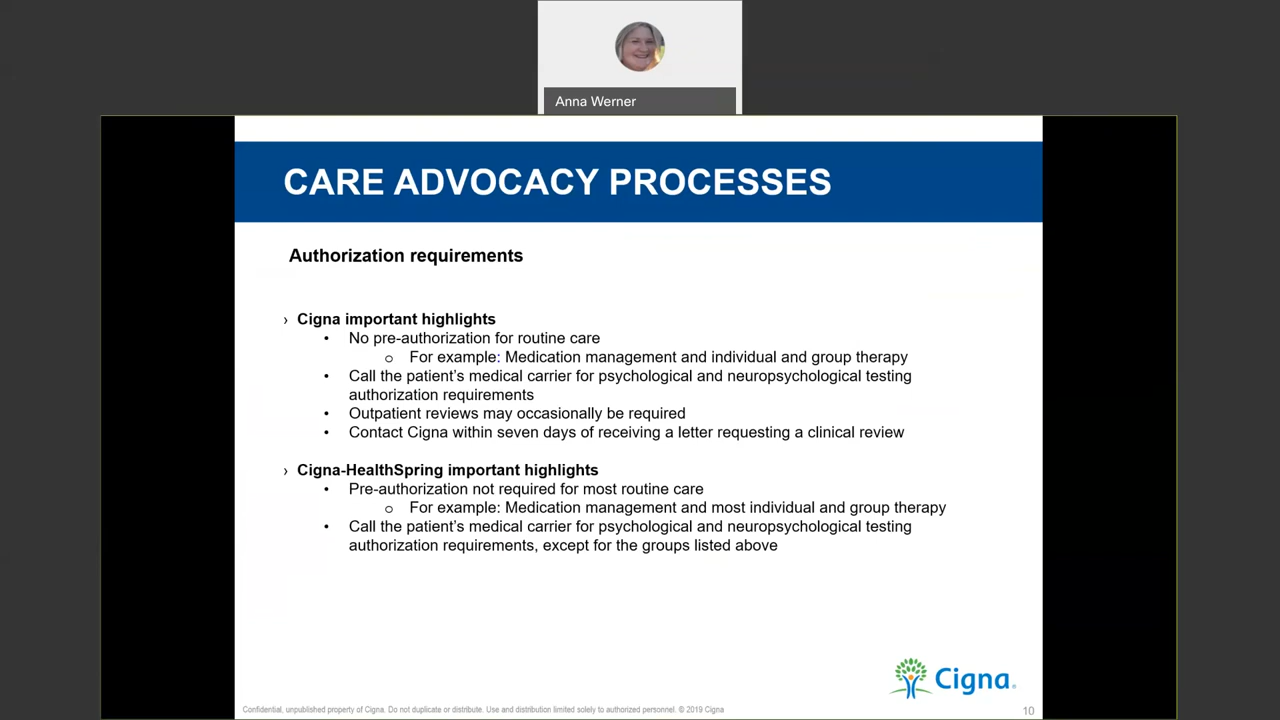 Anna Werner
CARE ADVOCACY PROCESSES
Authorization requirements
› Cigna important highlights
• No pre-authorization for routine care
o For example: Medication management and individual and group therapy
• Call the patient’s medical carrier for psychological and neuropsychological testing
authorization requirements
• Outpatient reviews may occasionally be required
• Contact Cigna within seven days of receiving a letter requesting a clinical review
› Cigna-HealthSpring important highlights
• Pre-authorization not required for most routine care
o For example: Medication management and most individual and group therapy
• Call the patient’s medical carrier for psychological and neuropsychological testing
authorization requirements, except for the groups listed above
Cigna®
Confidential, unpublished property of Cigna. Do not duplicate or distribute. Use and distribution limited solely to authorized personnel. © 2019 Cigna
10